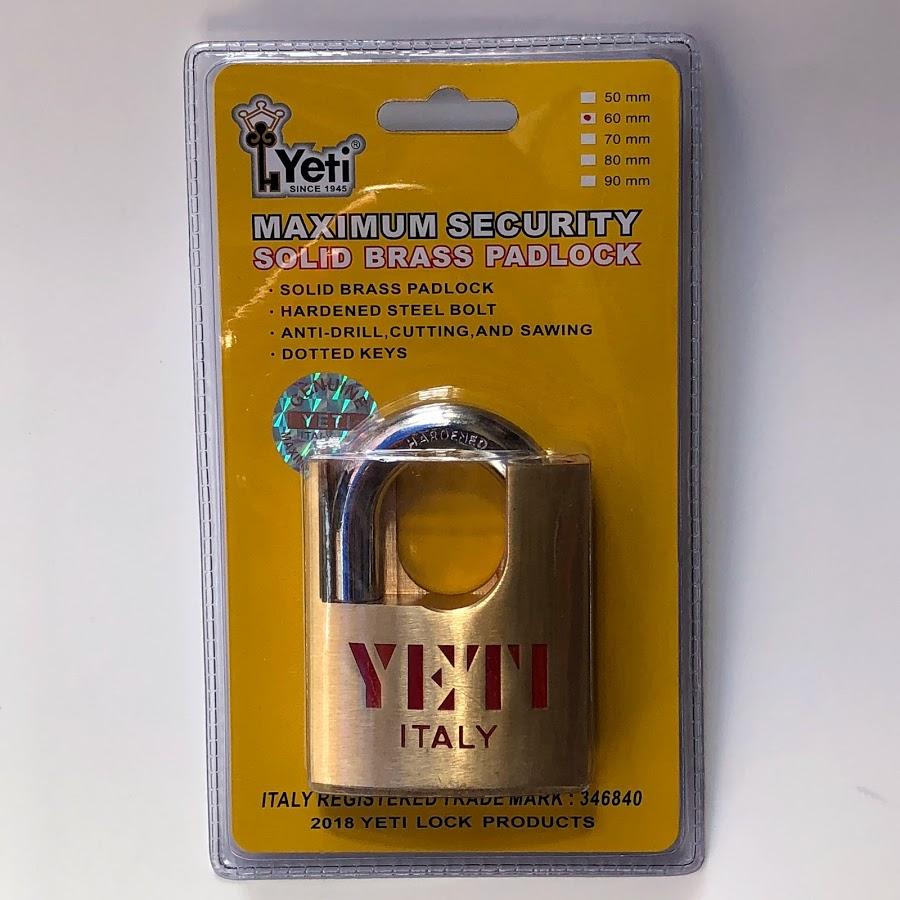 50 mm
60 mm
70 mm
80 mm
90 mm
Yeti®
SINCE 1945
MAXIMUM SECURITY
SOLID BRASS PADLOCK
· SOLID BRASS PADLOCK
· HARDENED STEEL BOLT
· ANTI-DRILL,CUTTING,AND SAWING
· DOTTED KEYS
GENUINE
YETI
HARDENED
YETI
ITALY
ITALY REGISTERED TRADE MARK : 346840
2018 YETI LOCK PRODUCTS